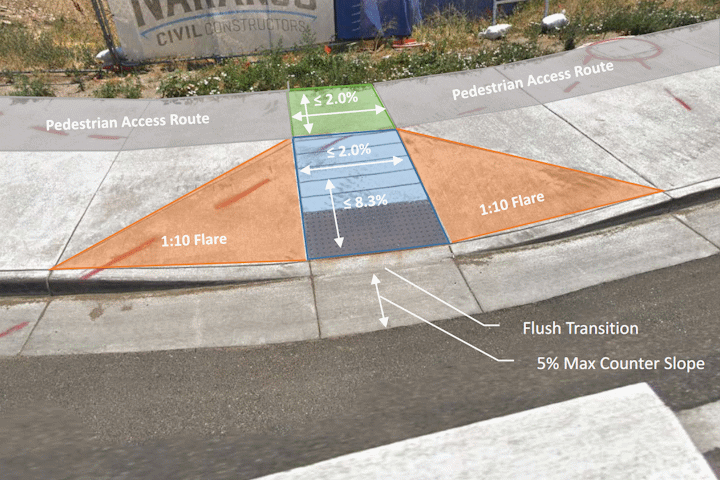 CIVIL CONSTRUCTORS
≤ 2.0%
Pedestrian Access Route
Pedestrian Access Route
≤ 2.0%
≤ 8.3%
1:10 Flare
1:10 Flare
Flush Transition
5% Max Counter Slope